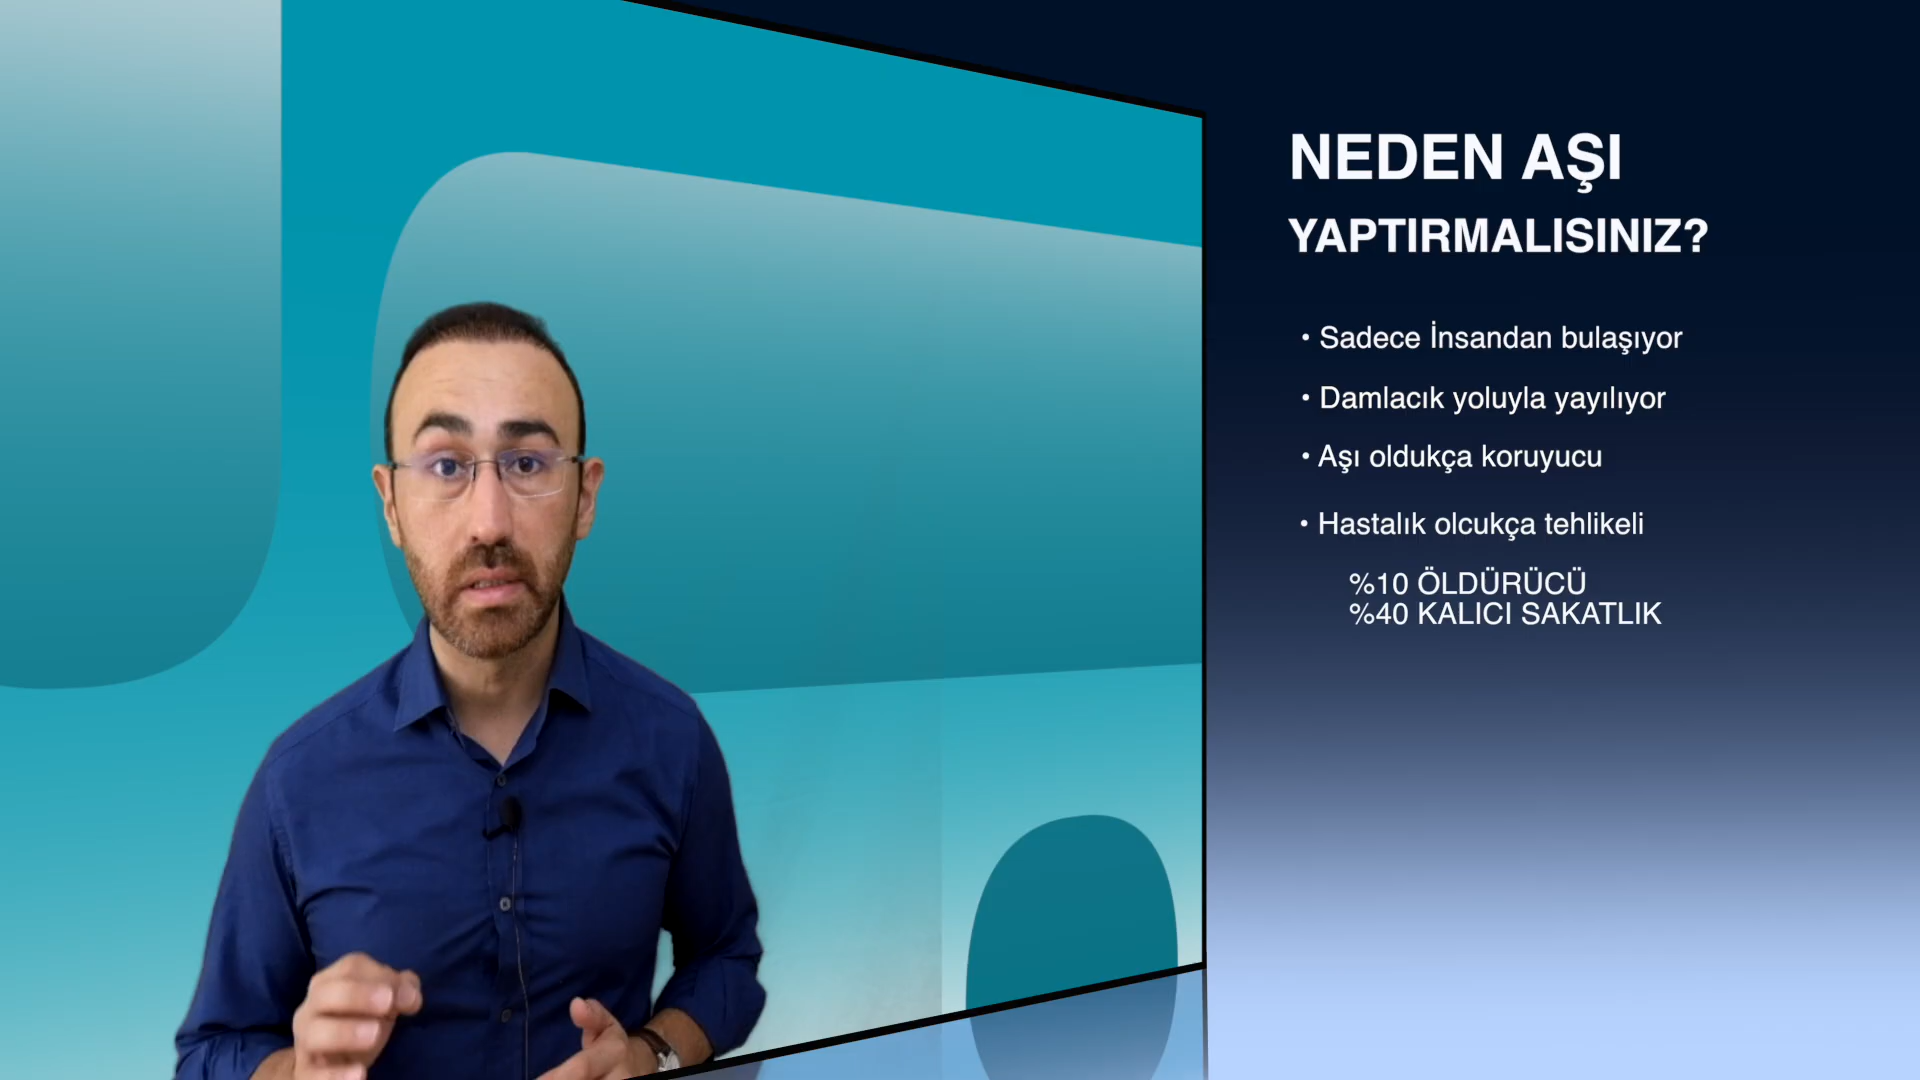 NEDEN AŞI
YAPTIRMALISINIZ?
• Sadece İnsandan bulaşıyor
• Damlacık yoluyla yayılıyor
• Aşı oldukça koruyucu
• Hastalık olcukça tehlikeli
%10 ÖLDÜRÜCÜ
%40 KALICI SAKATLIK